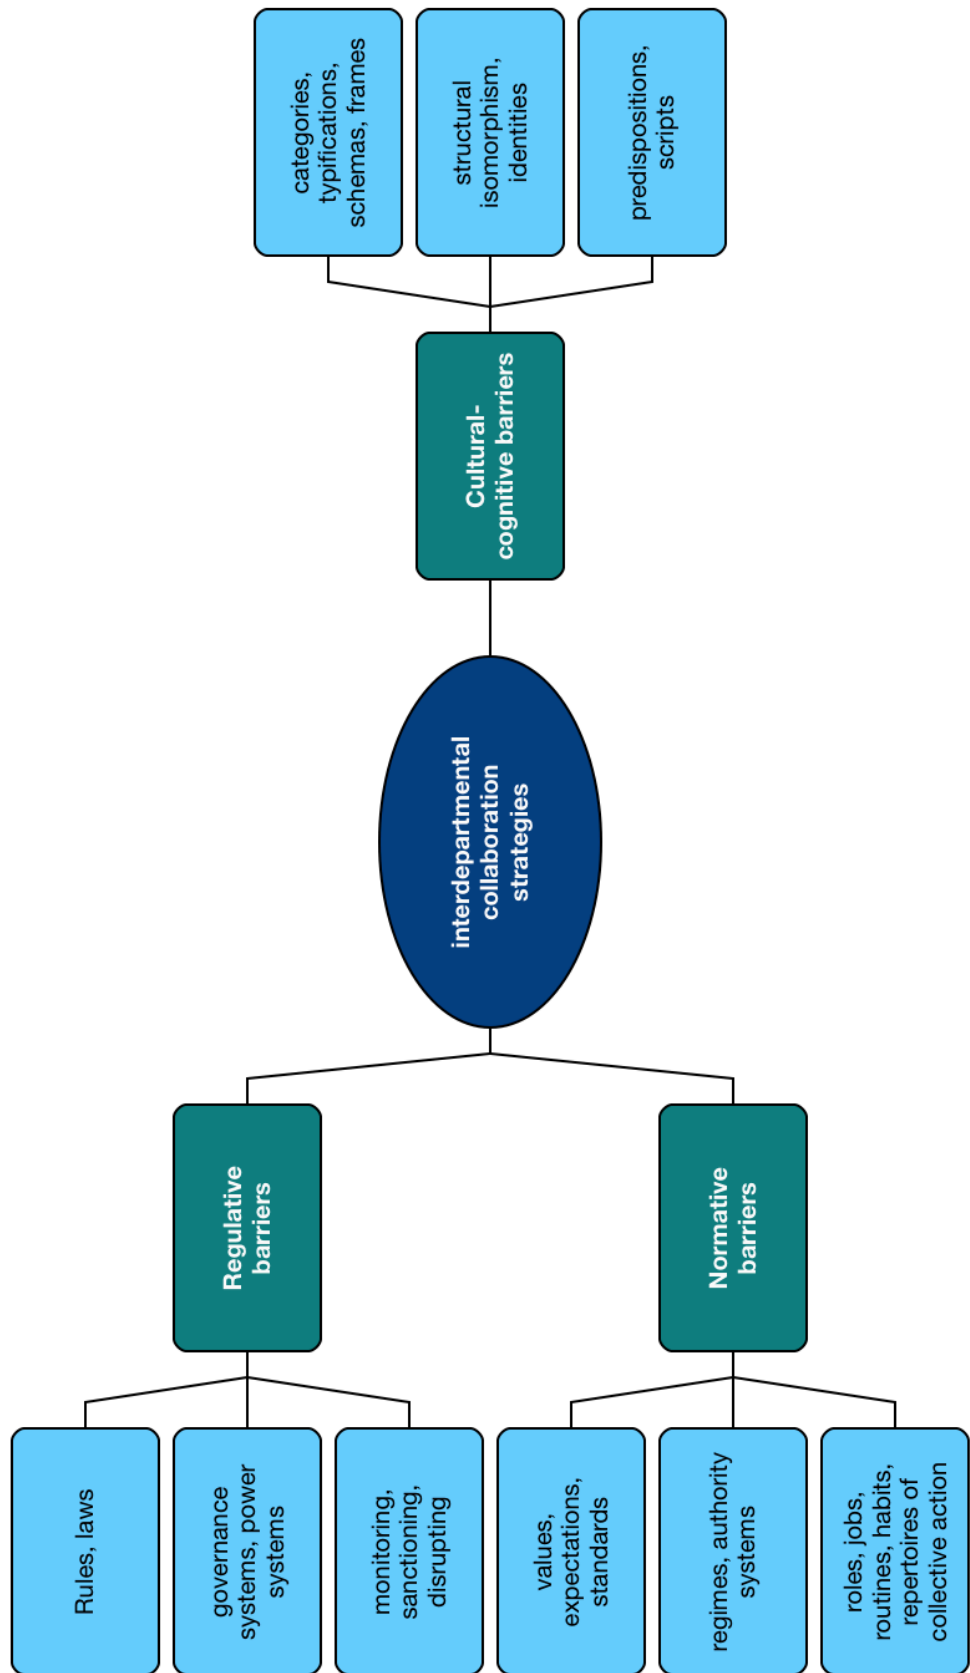 Rules, laws
governance
systems, power
systems
monitoring,
sanctioning,
disrupting
values,
expectations,
standards
regimes, authority
systems
roles, jobs,
routines, habits,
repertoires of
collective action
Regulative
barriers
Normative
barriers
interdepartmental
collaboration
strategies
Cultural-
cognitive barriers
categories,
typifications,
schemas, frames
structural
isomorphism,
identities
predispositions,
scripts